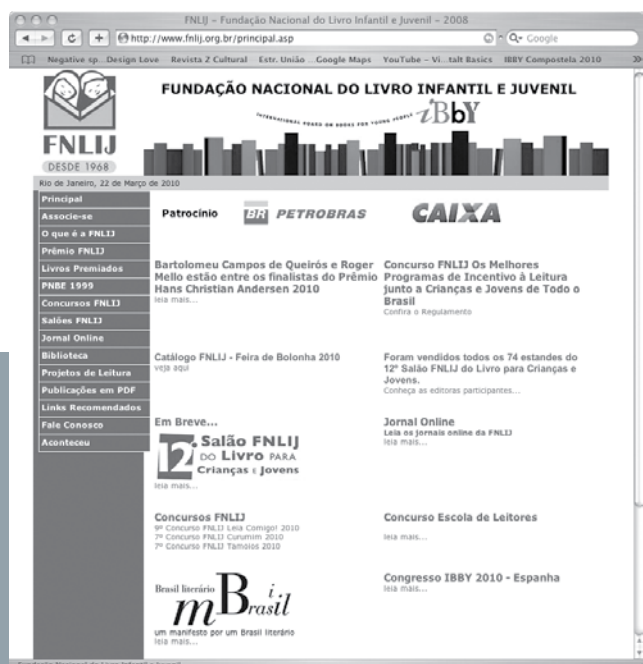 FNLIJ – Fundação Nacional do Livro Infantil e Juvenil – 2008
http://www.fnlij.org.br/principal.asp
Google
Negative sp...Design Love Revista Z Cultural Estr. União ...Google Maps YouTube – Vi...talt Basics IBBY Compostela 2010
FNLIJ
DESDE 1968
FUNDAÇÃO NACIONAL DO LIVRO INFANTIL E JUVENIL
INTERNATIONAL BOARD ON BOOKS FOR YOUNG PEOPLE
iBbY
Rio de Janeiro, 22 de Março de 2010
Principal
Associe-se
O que é a FNLIJ
Prêmio FNLIJ
Livros Premiados
PNBE 1999
Concursos FNLIJ
Salões FNLIJ
Jornal Online
Biblioteca
Projetos de Leitura
Publicações em PDF
Links Recomendados
Fale Conosco
Aconteceu
Patrocínio
BR PETROBRAS
CAIXA
Bartolomeu Campos de Queirós e Roger
Mello estão entre os finalistas do Prêmio
Hans Christian Andersen 2010
leia mais...
Concurso FNLIJ Os Melhores
Programas de Incentivo à Leitura
junto a Crianças e Jovens de Todo o
Brasil
Confira o Regulamento
Catálogo FNLIJ - Feira de Bolonha 2010
veja aqui
Foram vendidos todos os 74 estandes do
12º Salão FNLIJ do Livro para Crianças e
Jovens.
Conheça as editoras participantes...
Em Breve...
12º Salão FNLIJ
DO Livro PARA
Crianças E Jovens
leia mais...
Jornal Online
Leia os jornais online da FNLIJ
leia mais...
Concursos FNLIJ
9º Concurso FNLIJ Leia Comigo! 2010
7º Concurso FNLIJ Curumim 2010
7º Concurso FNLIJ Tamoios 2010
Concurso Escola de Leitores
leia mais...
Brasil literário
m Brasil
um manifesto por um Brasil literário
leia mais...
Congresso IBBY 2010 - Espanha
leia mais...